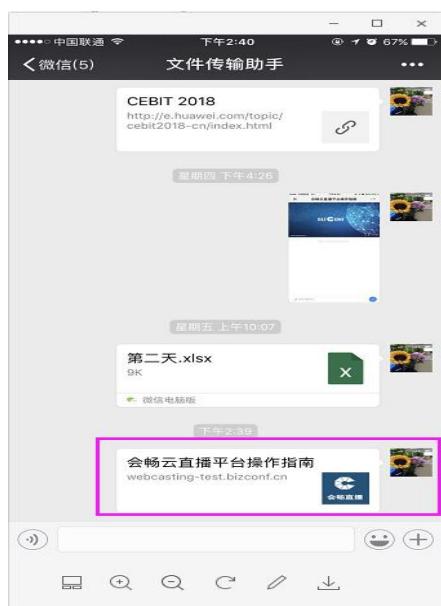 中国联通
下午2:40
67%
微信(5)
文件传输助手
CEBIT 2018
http://e.huawei.com/topic/
cebit2018-cn/index.html
星期四 下午4:26
星期五 上午10:07
第二天.xlsx
9K
X
微信电脑版
下午2:39
会畅云直播平台操作指南
webcasting-test.bizconf.cn
会畅直播